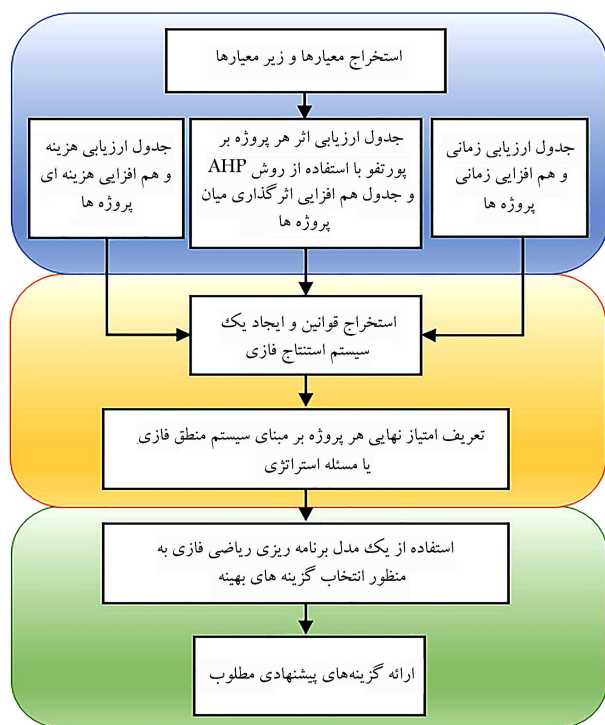 استخراج معیارها و زیر معیارها
جدول ارزیابی زمانی
و هم افزایی زمانی
پروژه ها
جدول ارزیابی اثر هر پروژه بر
پورتفو با استفاده از روش AHP
و جدول هم افزایی اثرگذاری میان
پروژه ها
جدول ارزیابی هزینه
و هم افزایی هزینه ای
پروژه ها
استخراج قوانین و ایجاد یک
سیستم استنتاج فازی
تعریف امتیاز نهایی هر پروژه بر مبنای سیستم منطق فازی
یا مسئله استراتژی
استفاده از یک مدل برنامه ریزی ریاضی فازی به
منظور انتخاب گزینه های بهینه
ارائه گزینه‌های پیشنهادی مطلوب